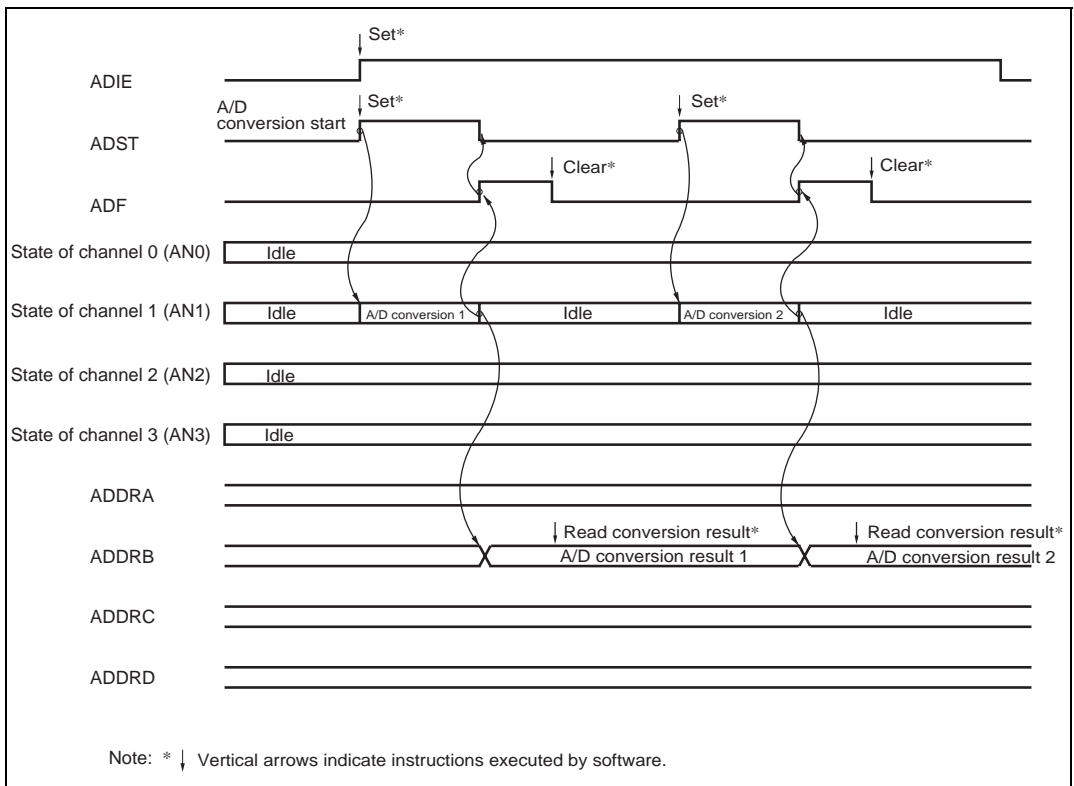 Set*
ADIE
A/D
conversion start
Set*
Set*
ADST
Clear*
Clear*
ADF
State of channel 0 (AN0)
Idle
State of channel 1 (AN1)
Idle
A/D conversion 1
Idle
A/D conversion 2
Idle
State of channel 2 (AN2)
Idle
State of channel 3 (AN3)
Idle
ADDRA
Read conversion result*
Read conversion result*
ADDRB
A/D conversion result 1
A/D conversion result 2
ADDRC
ADDRD
Note: * ↓ Vertical arrows indicate instructions executed by software.